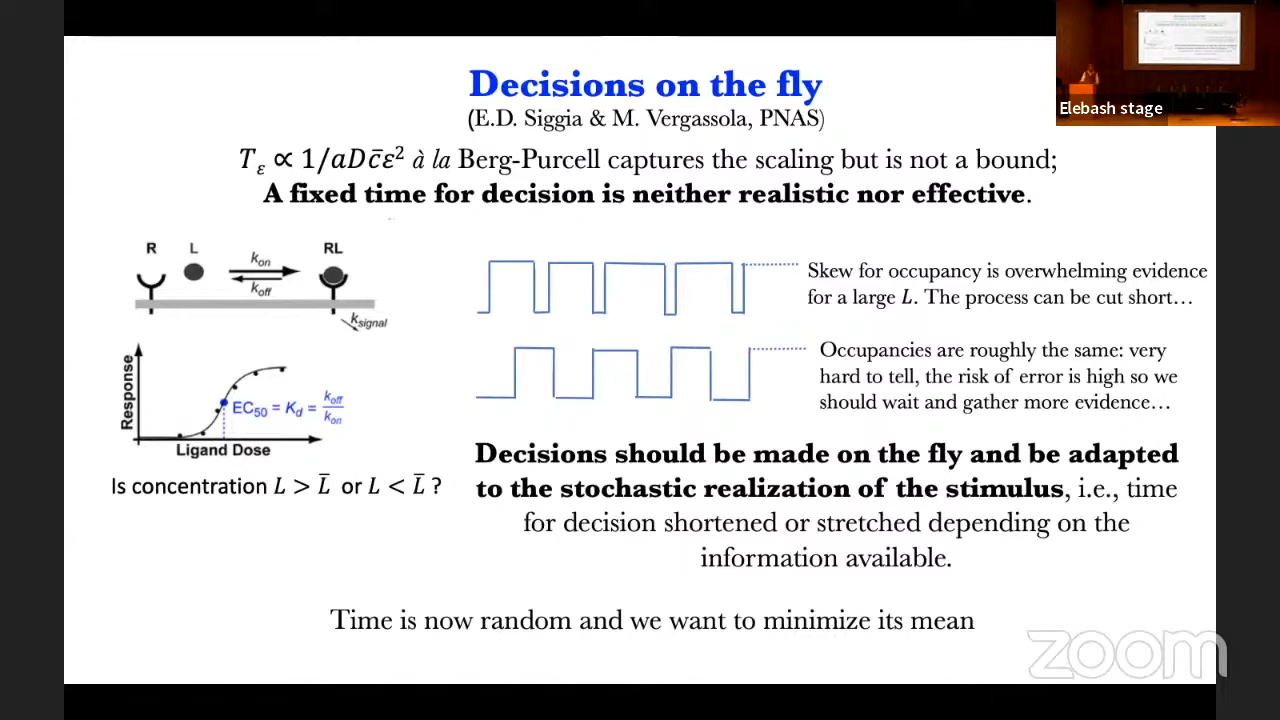 Decisions on the fly
(E.D. Siggia & M. Vergassola, PNAS)
𝑇ε ∝ 1/𝑎𝐷c̄ε² à la Berg-Purcell captures the scaling but is not a bound;
A fixed time for decision is neither realistic nor effective.
R L RL
kon
koff
ksignal
Response
EC50 = Kd = koff/kon
Ligand Dose
Is concentration L > L̄ or L < L̄ ?
Skew for occupancy is overwhelming evidence
for a large L. The process can be cut short…
Occupancies are roughly the same: very
hard to tell, the risk of error is high so we
should wait and gather more evidence…
Decisions should be made on the fly and be adapted
to the stochastic realization of the stimulus, i.e., time
for decision shortened or stretched depending on the
information available.
Time is now random and we want to minimize its mean
Elebash stage
zoom